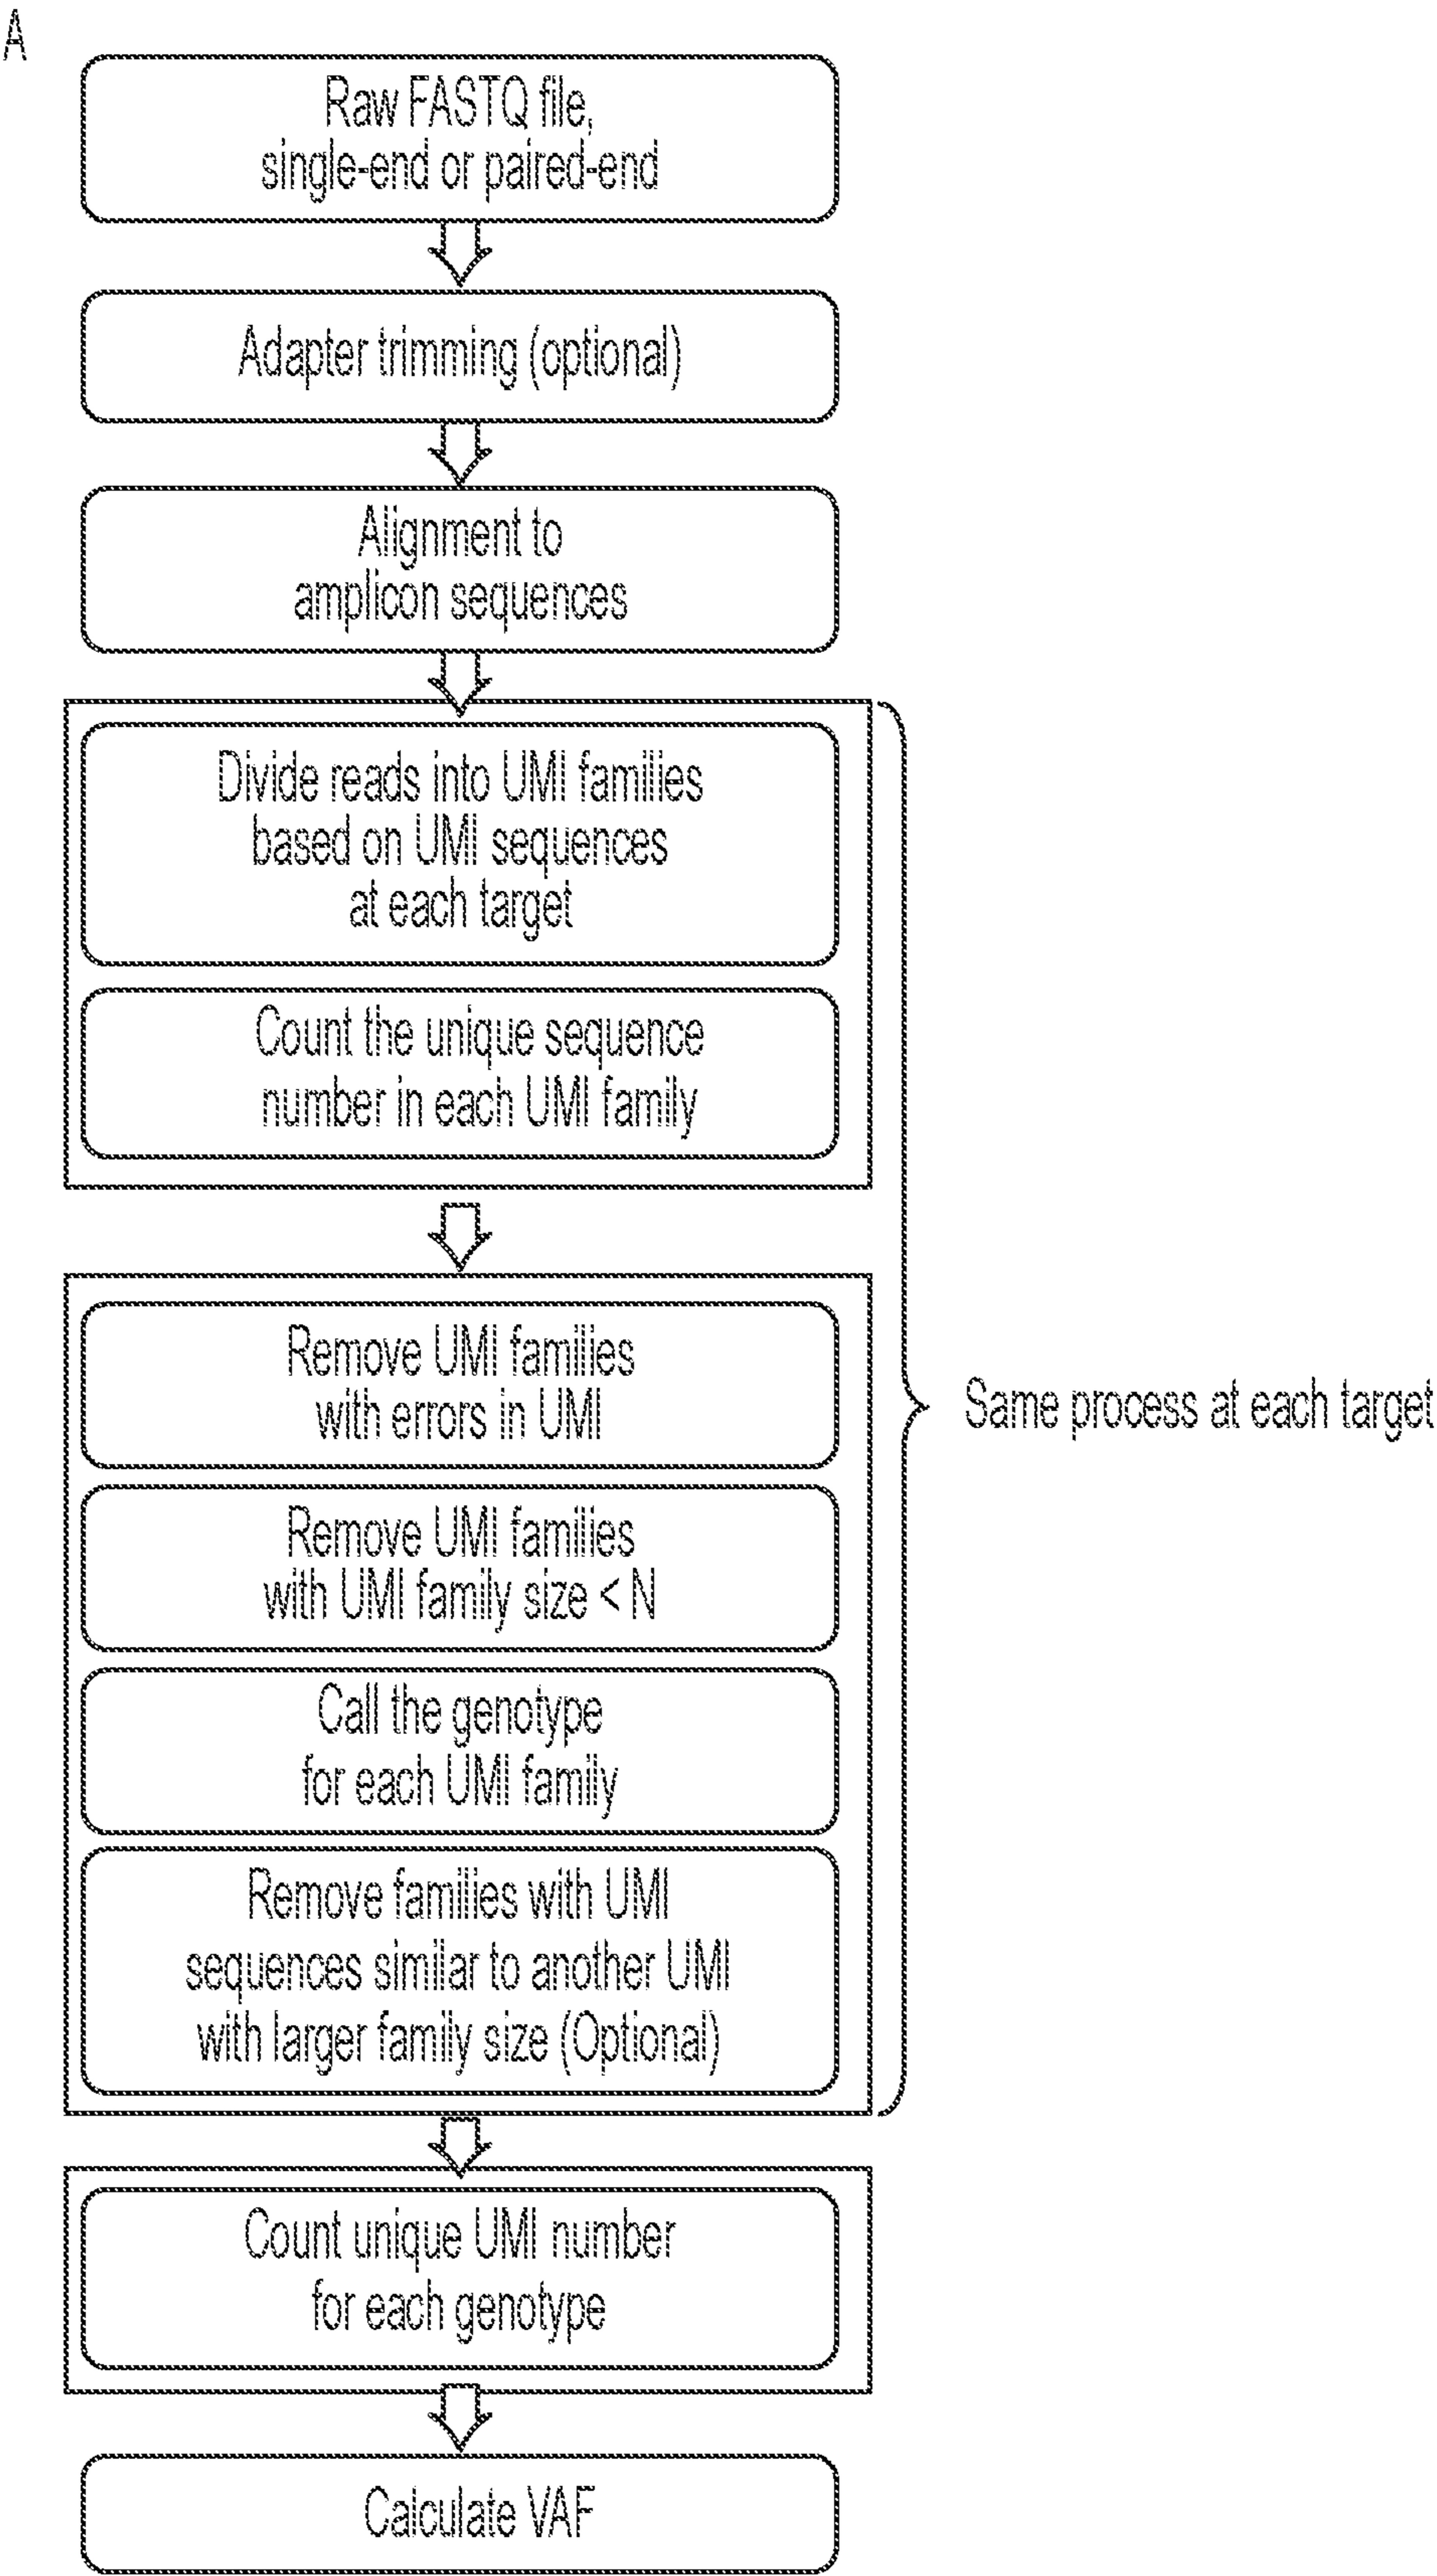 A
Raw FASTQ file,
single-end or paired-end
Adapter trimming (optional)
Alignment to
amplicon sequences
Divide reads into UMI families
based on UMI sequences
at each target
Count the unique sequence
number in each UMI family
Remove UMI families
with errors in UMI
Same process at each target
Remove UMI families
with UMI family size < N
Call the genotype
for each UMI family
Remove families with UMI
sequences similar to another UMI
with larger family size (Optional)
Count unique UMI number
for each genotype
Calculate VAF